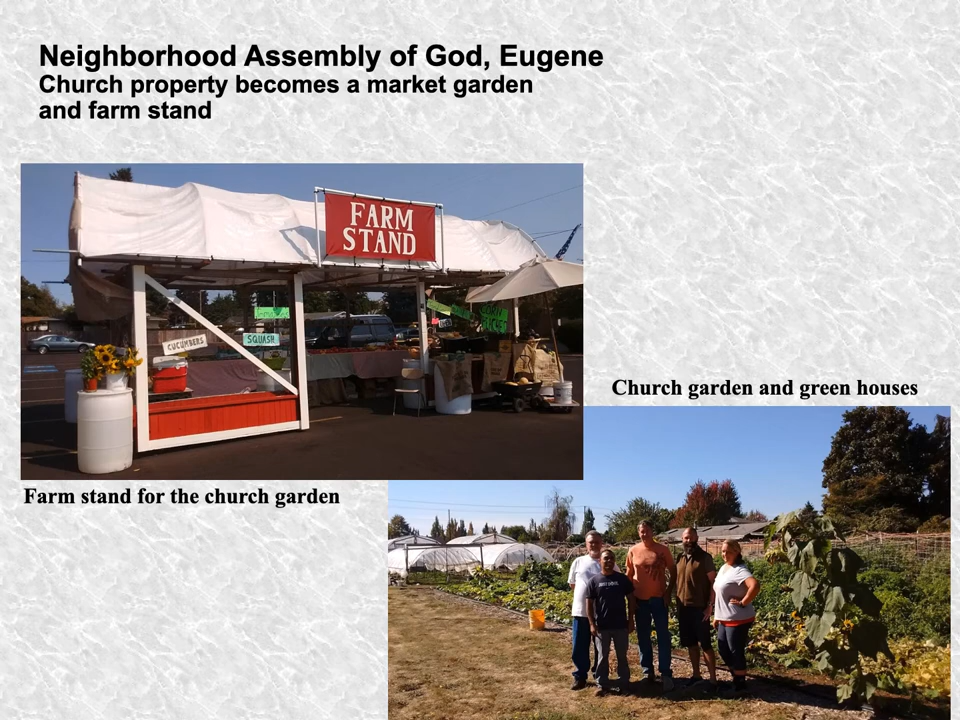 Neighborhood Assembly of God, Eugene
Church property becomes a market garden
and farm stand
FARM
STAND
CUCUMBERS
SQUASH
Church garden and green houses
Farm stand for the church garden